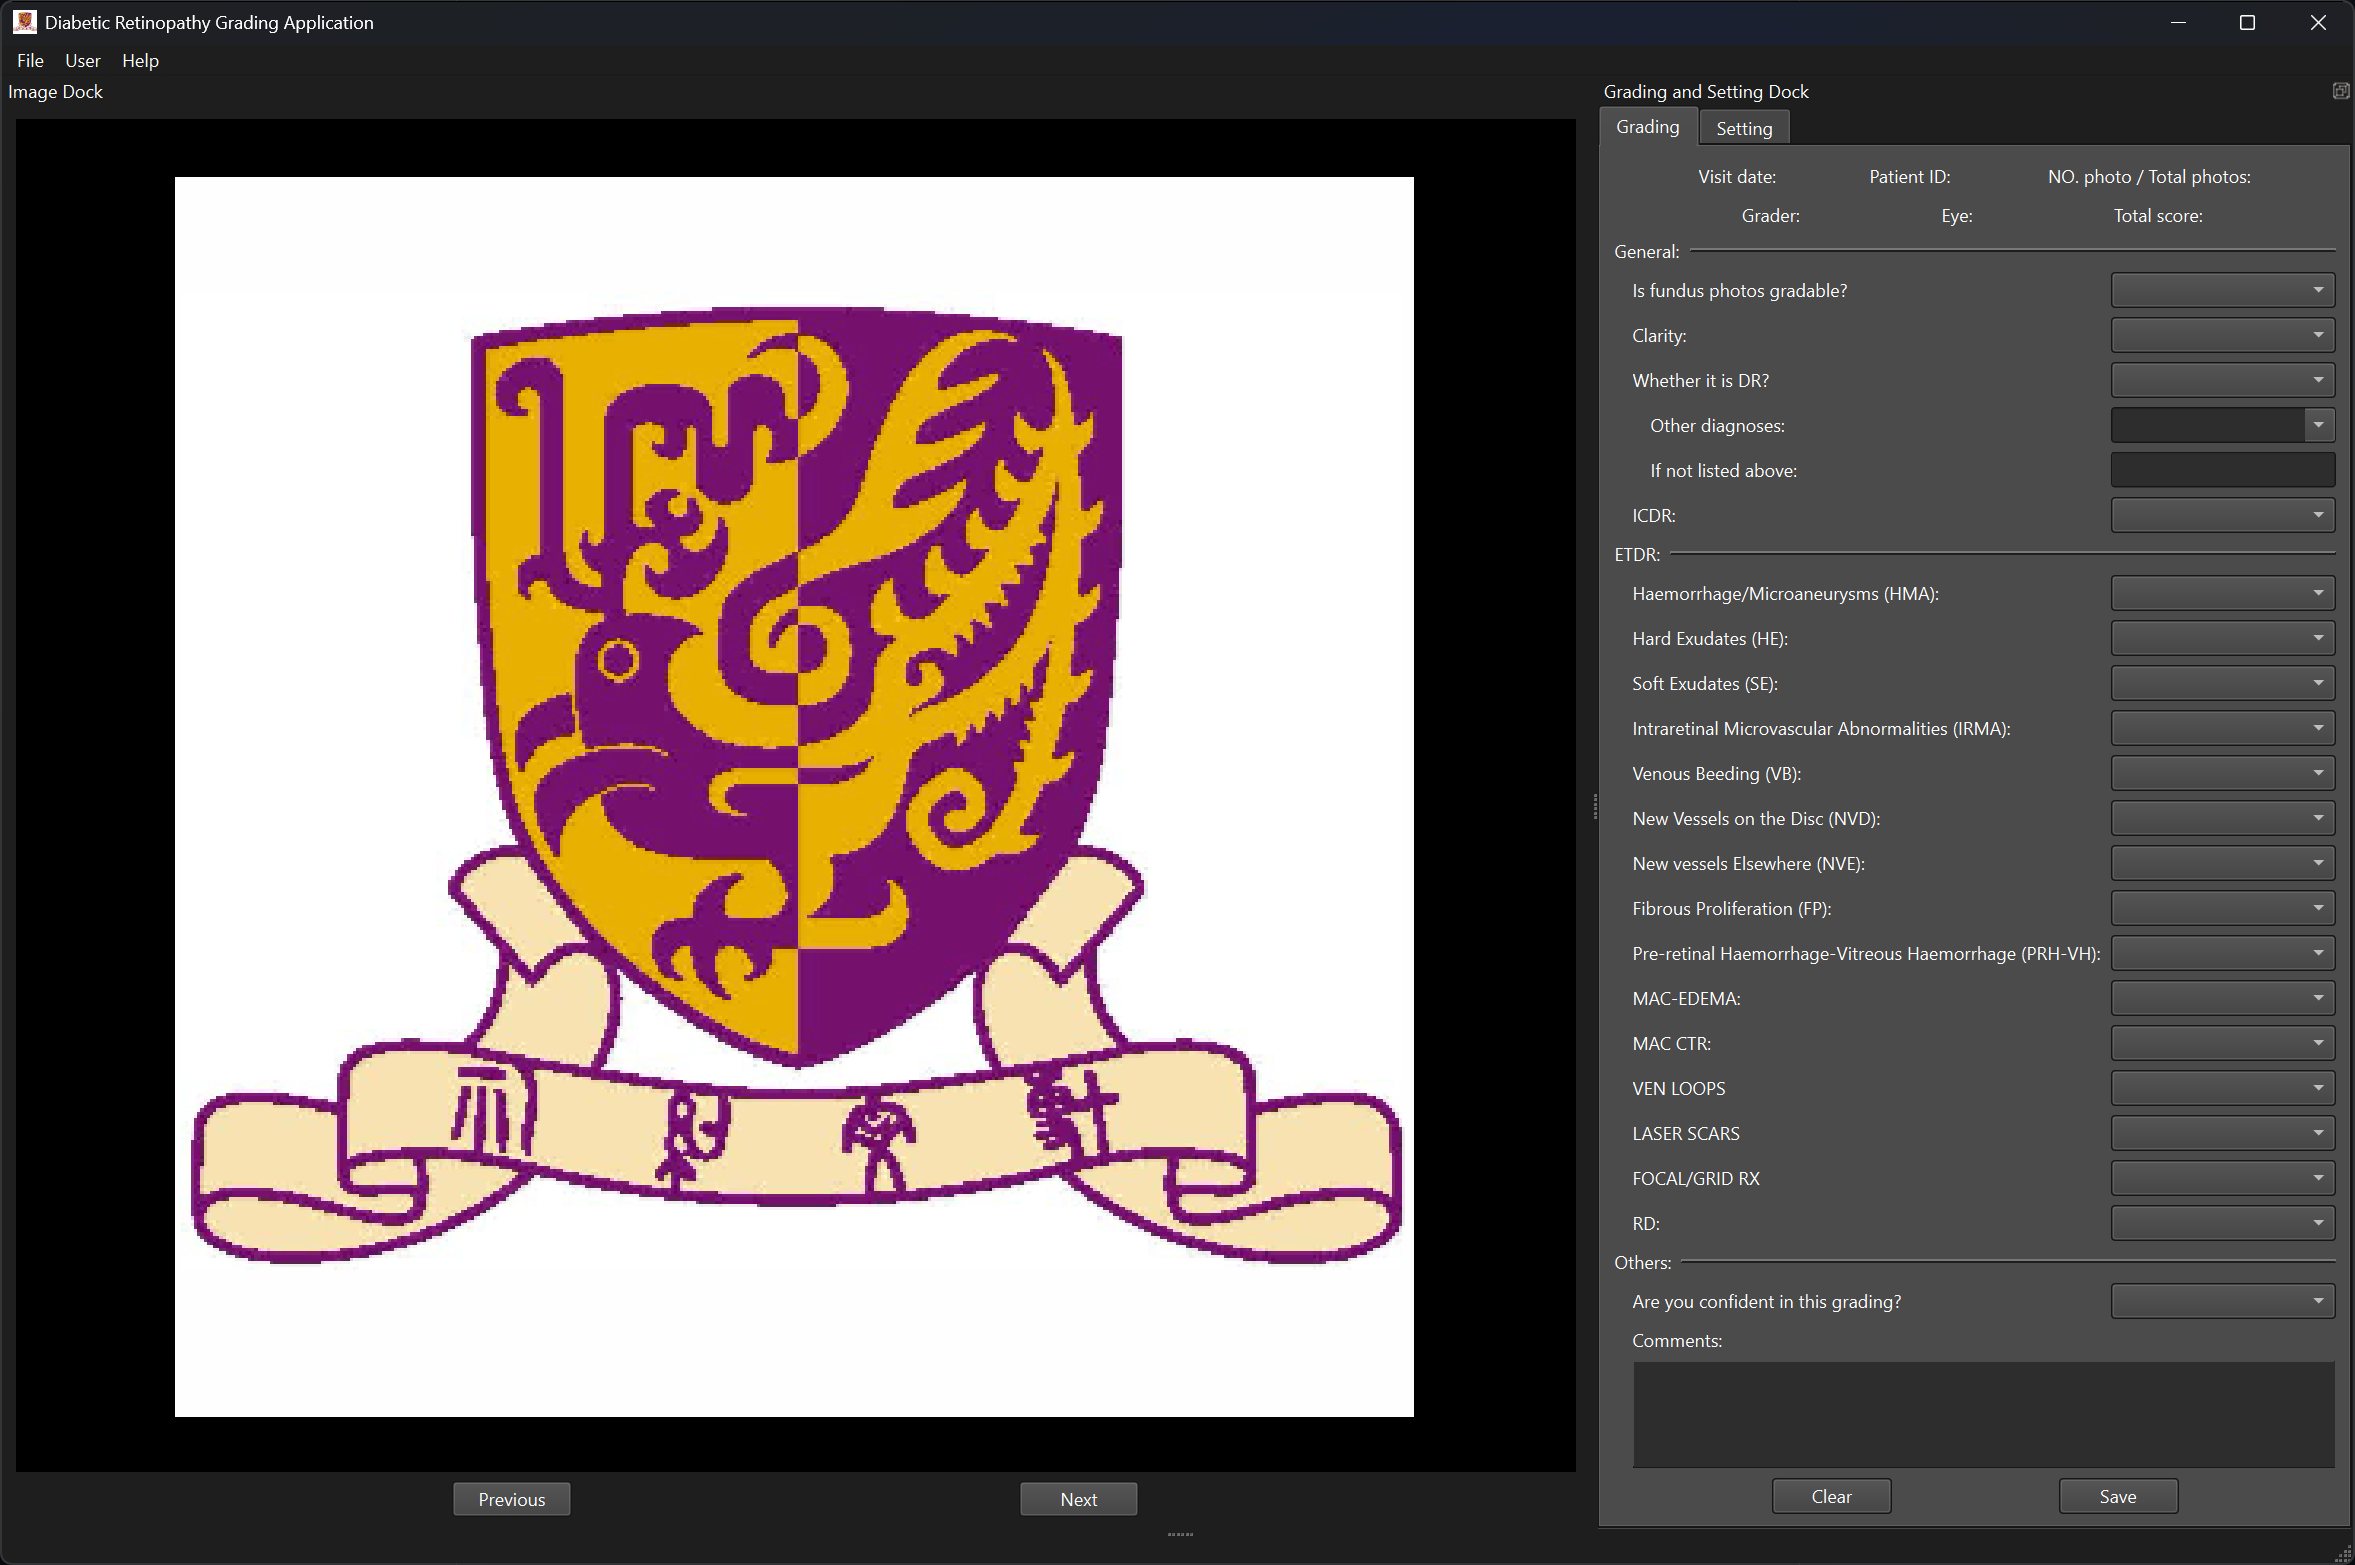 Diabetic Retinopathy Grading Application
File User Help
Image Dock
Previous Next
Grading and Setting Dock
Grading Setting
Visit date: Patient ID: NO. photo / Total photos:
Grader: Eye: Total score:
General:
Is fundus photos gradable?
Clarity:
Whether it is DR?
Other diagnoses:
If not listed above:
ICDR:
ETDR:
Haemorrhage/Microaneurysms (HMA):
Hard Exudates (HE):
Soft Exudates (SE):
Intraretinal Microvascular Abnormalities (IRMA):
Venous Beeding (VB):
New Vessels on the Disc (NVD):
New vessels Elsewhere (NVE):
Fibrous Proliferation (FP):
Pre-retinal Haemorrhage-Vitreous Haemorrhage (PRH-VH):
MAC-EDEMA:
MAC CTR:
VEN LOOPS
LASER SCARS
FOCAL/GRID RX
RD:
Others:
Are you confident in this grading?
Comments:
Clear Save